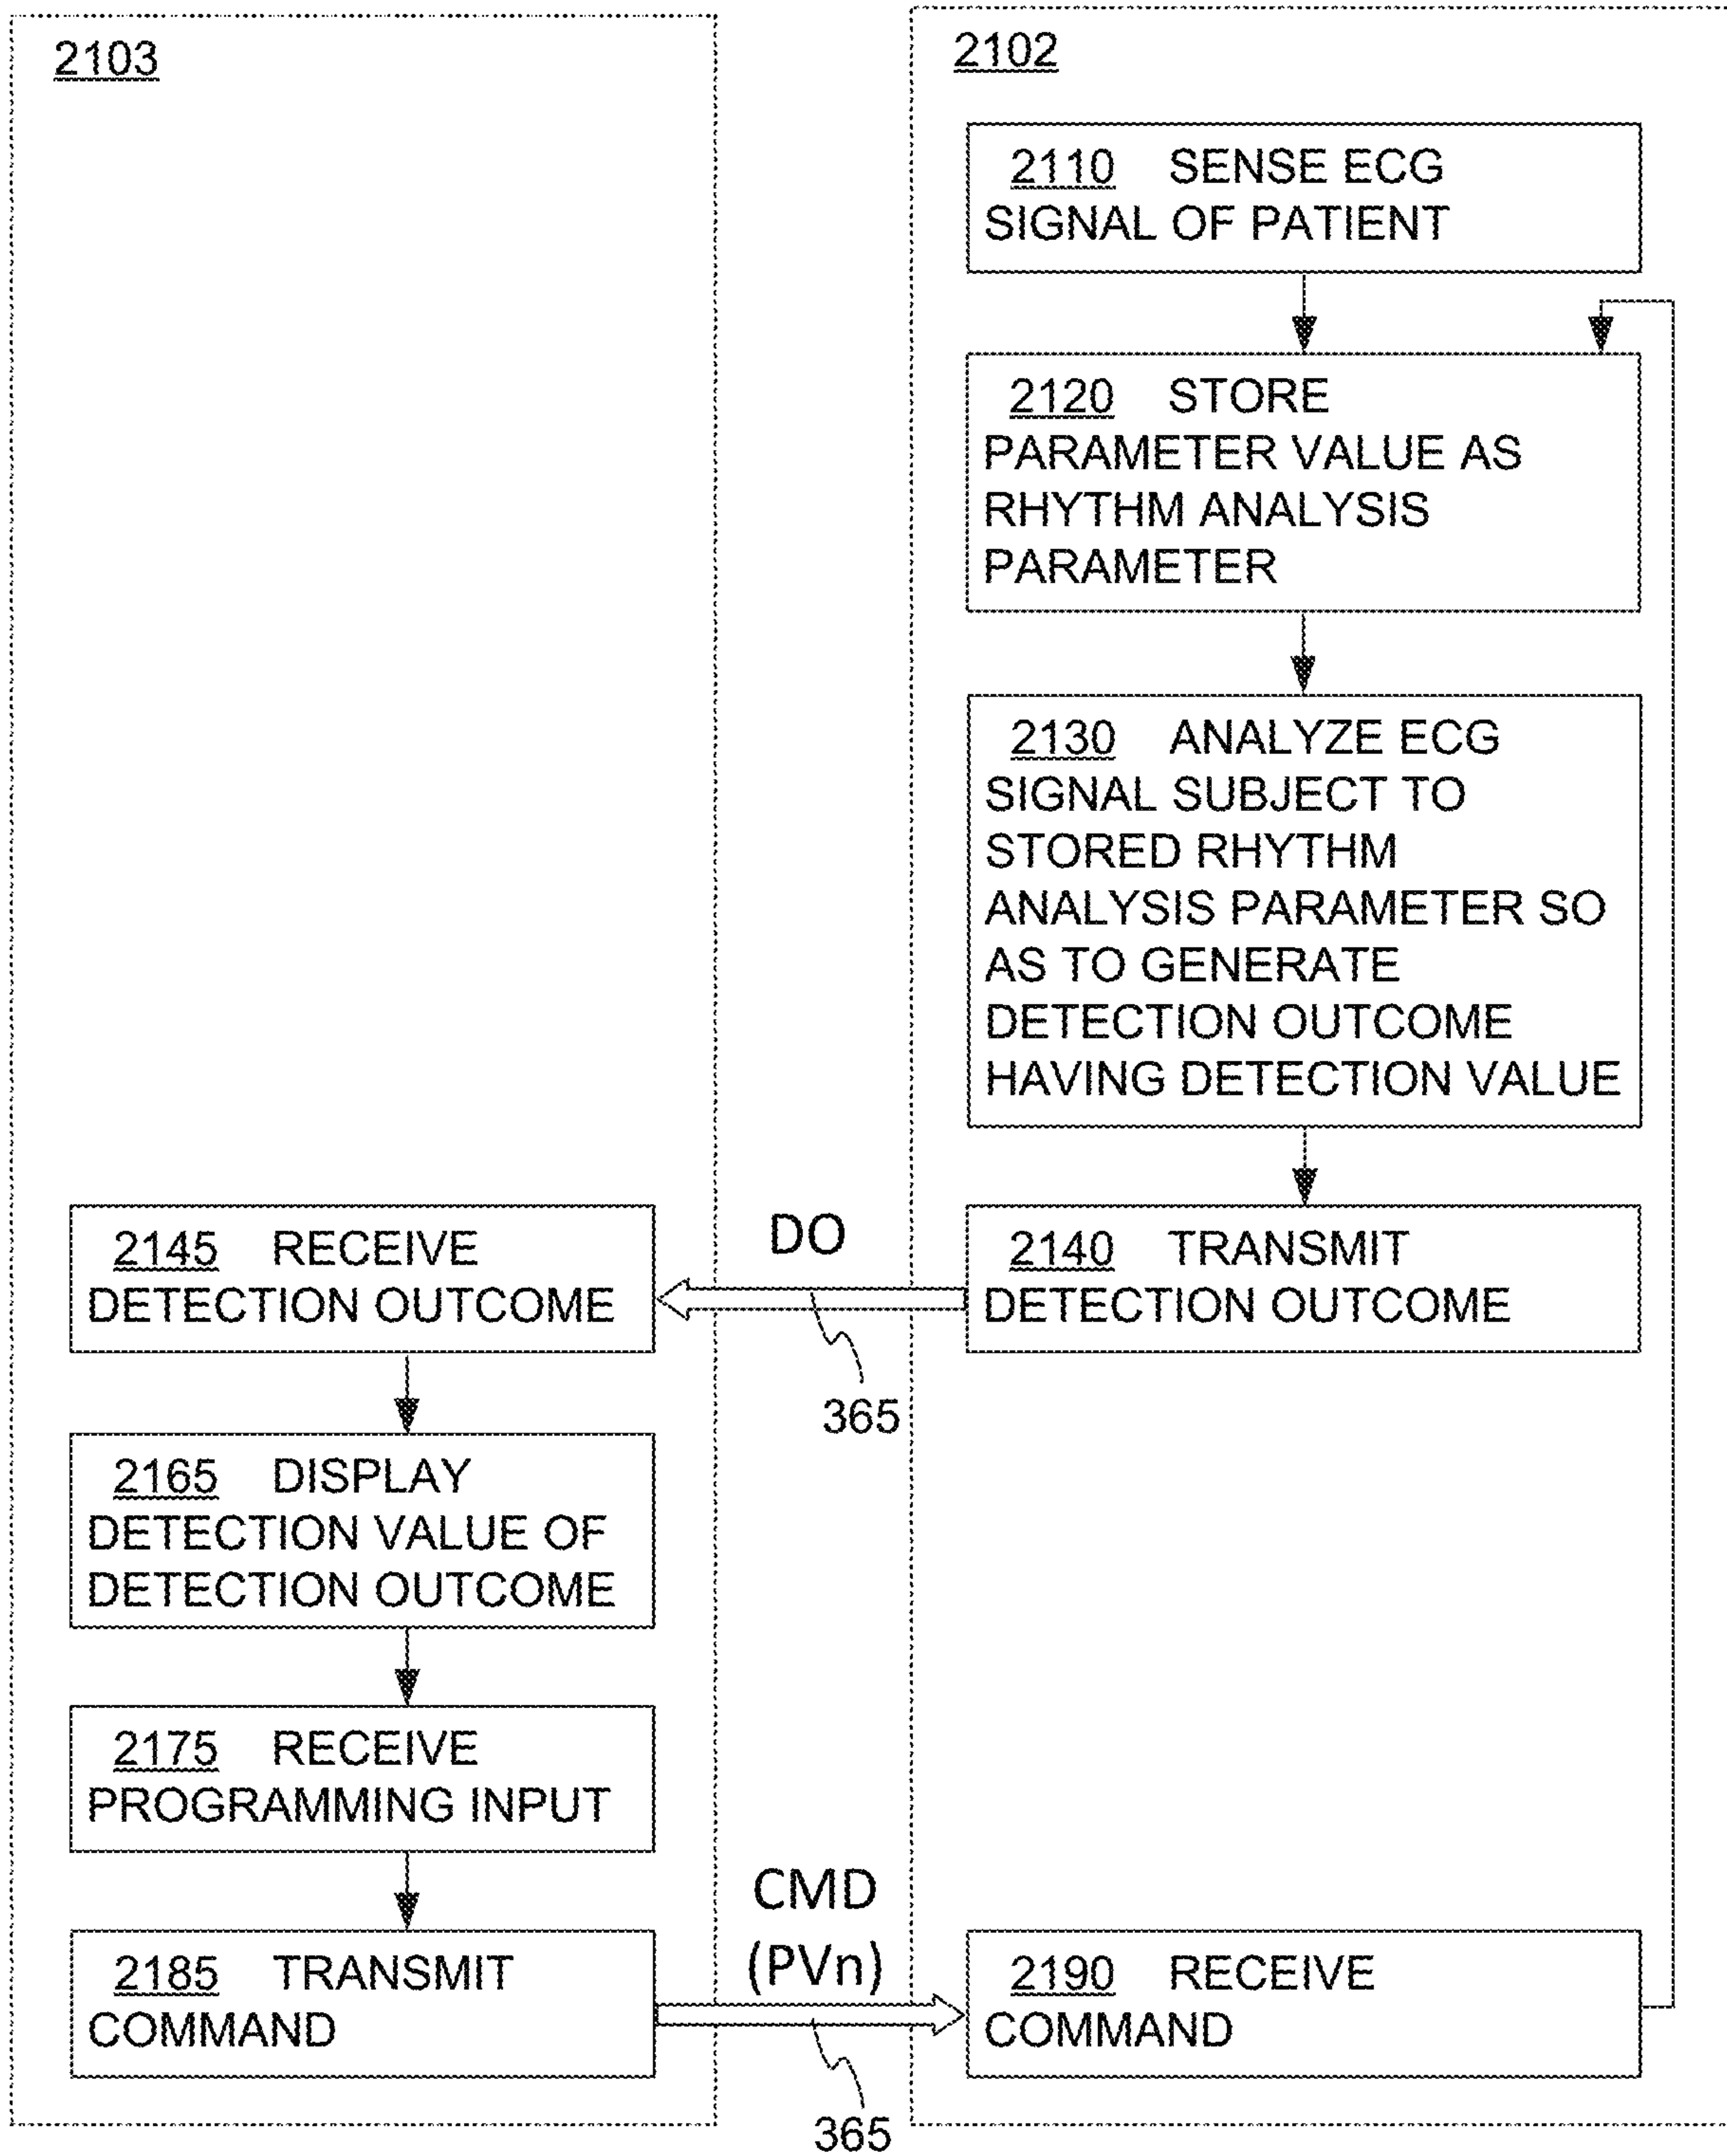 2103
2102
2110 SENSE ECG
SIGNAL OF PATIENT
2120 STORE
PARAMETER VALUE AS
RHYTHM ANALYSIS
PARAMETER
2130 ANALYZE ECG
SIGNAL SUBJECT TO
STORED RHYTHM
ANALYSIS PARAMETER SO
AS TO GENERATE
DETECTION OUTCOME
HAVING DETECTION VALUE
2140 TRANSMIT
DETECTION OUTCOME
DO
365
2145 RECEIVE
DETECTION OUTCOME
2165 DISPLAY
DETECTION VALUE OF
DETECTION OUTCOME
2175 RECEIVE
PROGRAMMING INPUT
2185 TRANSMIT
COMMAND
CMD
(PVn)
365
2190 RECEIVE
COMMAND